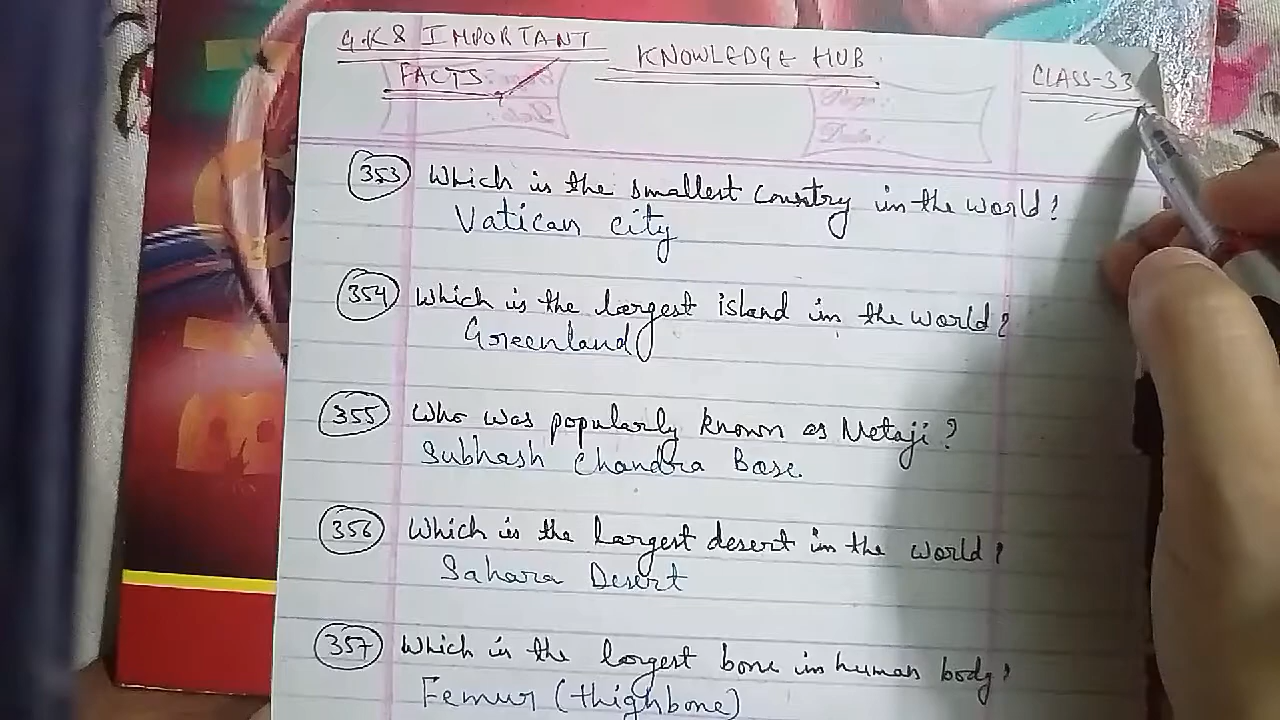 G.K & IMPORTANT
FACTS
KNOWLEDGE HUB
CLASS-33
Page:
Date:
353 Which is the smallest country in the world?
Vatican city
354 Which is the largest island in the world?
Greenland
355 Who was popularly known as Netaji?
Subhash Chandra Bose.
356 Which is the largest desert in the world?
Sahara Desert
357 Which is the largest bone in human body?
Femur (thighbone)